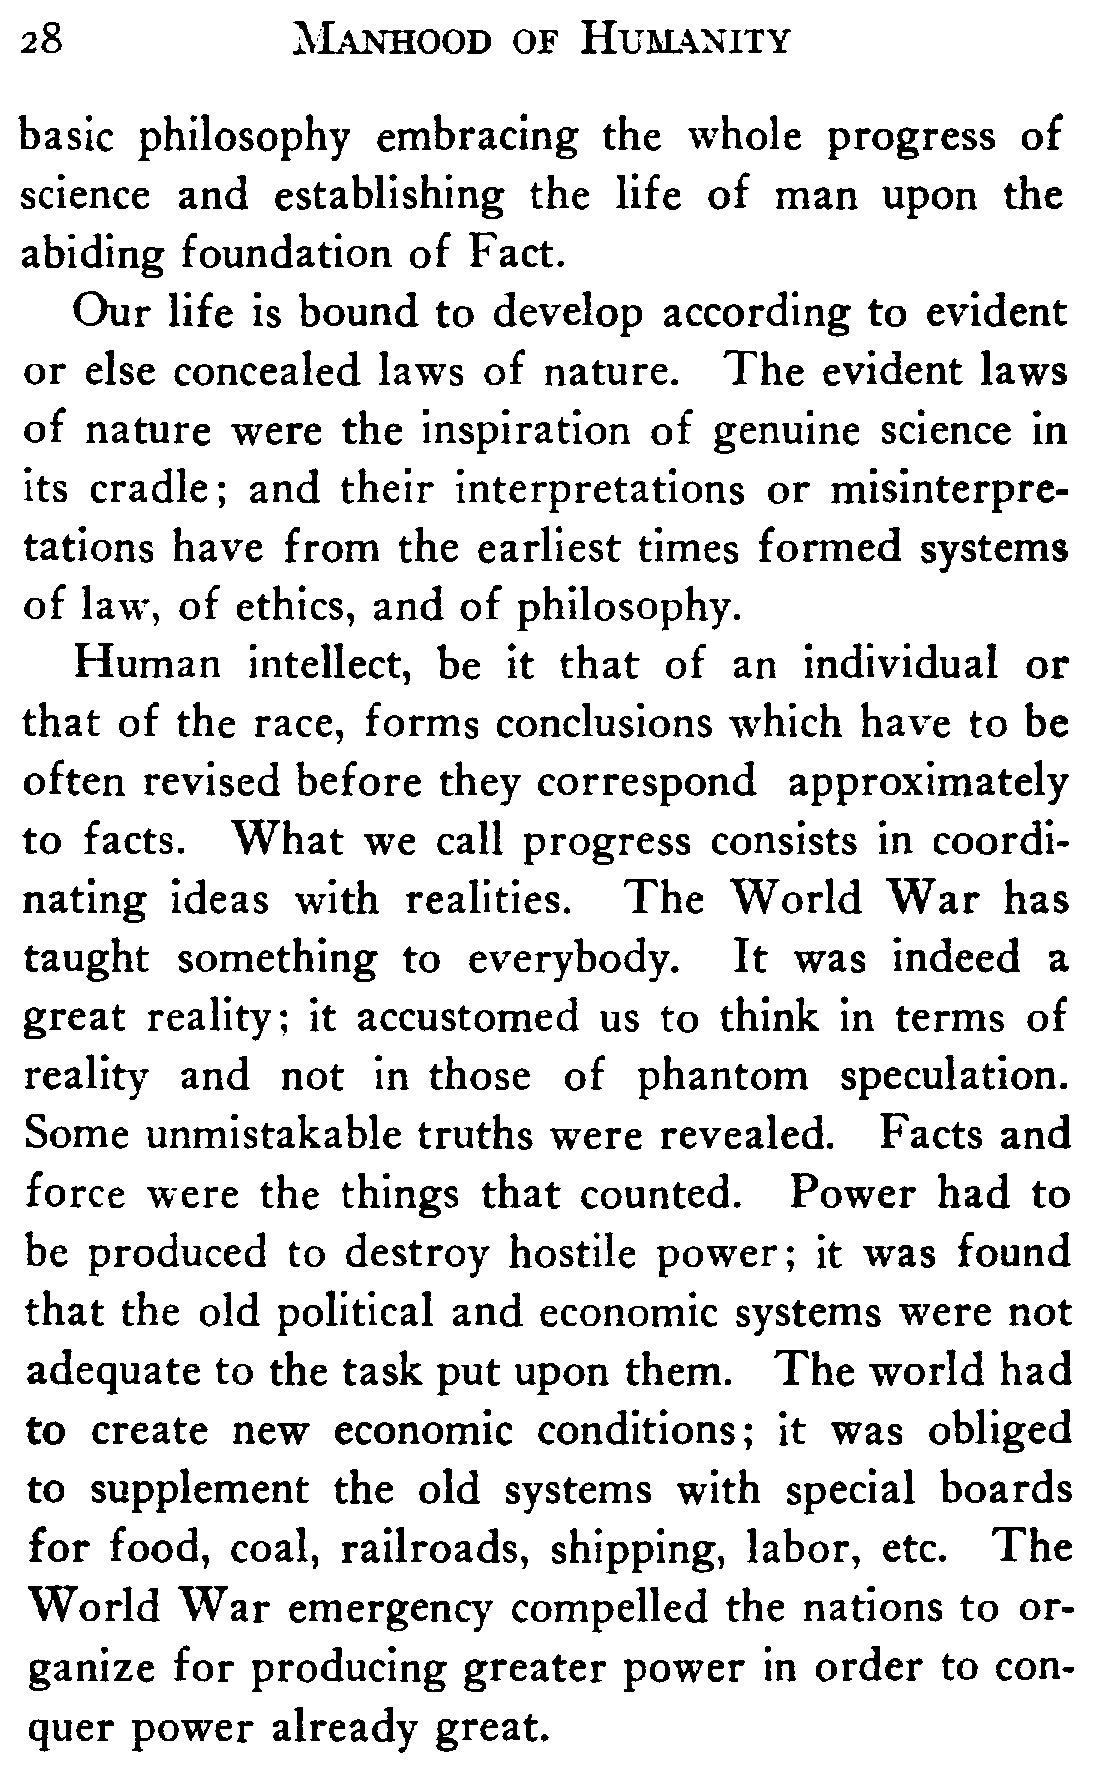 28 Manhood of Humanity
basic philosophy embracing the whole progress of
science and establishing the life of man upon the
abiding foundation of Fact.
Our life is bound to develop according to evident
or else concealed laws of nature. The evident laws
of nature were the inspiration of genuine science in
its cradle; and their interpretations or misinterpre-
tations have from the earliest times formed systems
of law, of ethics, and of philosophy.
Human intellect, be it that of an individual or
that of the race, forms conclusions which have to be
often revised before they correspond approximately
to facts. What we call progress consists in coordi-
nating ideas with realities. The World War has
taught something to everybody. It was indeed a
great reality; it accustomed us to think in terms of
reality and not in those of phantom speculation.
Some unmistakable truths were revealed. Facts and
force were the things that counted. Power had to
be produced to destroy hostile power; it was found
that the old political and economic systems were not
adequate to the task put upon them. The world had
to create new economic conditions; it was obliged
to supplement the old systems with special boards
for food, coal, railroads, shipping, labor, etc. The
World War emergency compelled the nations to or-
ganize for producing greater power in order to con-
quer power already great.